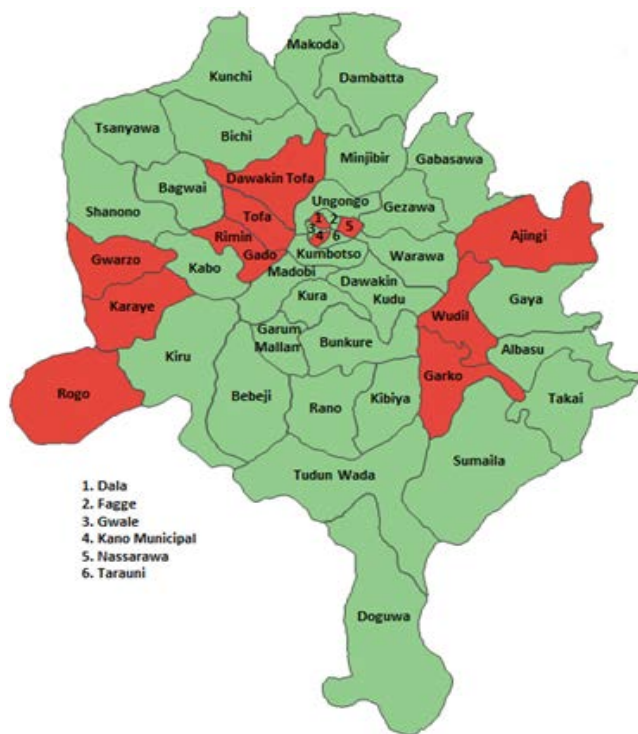 Makoda
Kunchi
Dambatta
Tsanyawa
Bichi
Minjibir
Gabasawa
Dawakin Tofa
Bagwai
Ungongo
Gezawa
Shanono
Tofa
1
2
3
4
5
6
Rimin
Gado
Ajingi
Gwarzo
Kabo
Kumbotso
Warawa
Madobi
Dawakin
Kudu
Karaye
Kura
Gaya
Wudil
Garum
Mallam
Bunkure
Albasu
Kiru
Garko
Takai
Rogo
Bebeji
Rano
Kibiya
Sumaila
Tudun Wada
1. Dala
2. Fagge
3. Gwale
4. Kano Municipal
5. Nassarawa
6. Tarauni
Doguwa